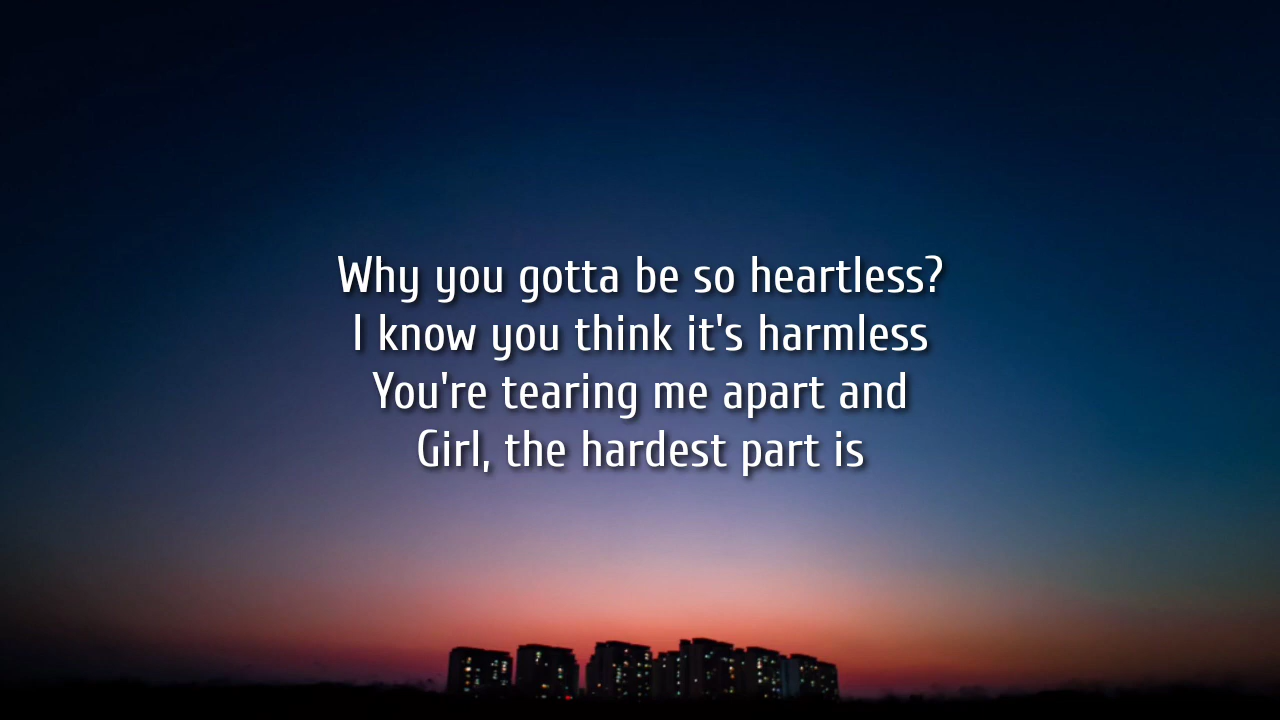 Why you gotta be so heartless?
I know you think it's harmless
You're tearing me apart and
Girl, the hardest part is